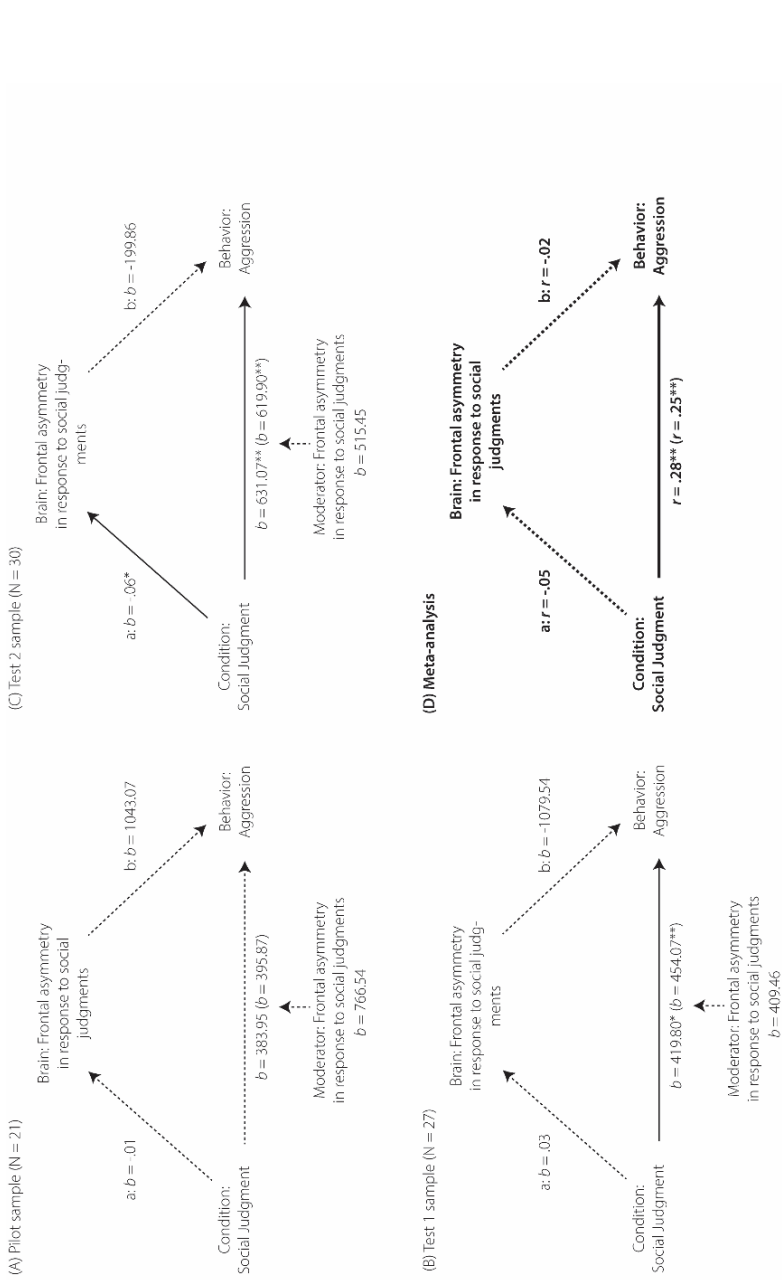 (A) Pilot sample (N = 21)
Brain: Frontal asymmetry
in response to social
judgments
a: b = -.01
b: b = 1043.07
Condition:
Social Judgment
Behavior:
Aggression
b = 383.95 (b = 395.87)
Moderator: Frontal asymmetry
in response to social judgments
b = 766.54
(C) Test 2 sample (N = 30)
Brain: Frontal asymmetry
in response to social judg-
ments
a: b = -.06*
b: b = -199.86
Condition:
Social Judgment
Behavior:
Aggression
b = 631.07** (b = 619.90**)
Moderator: Frontal asymmetry
in response to social judgments
b = 515.45
(B) Test 1 sample (N = 27)
Brain: Frontal asymmetry
in response to social judg-
ments
a: b = .03
b: b = -1079.54
Condition:
Social Judgment
Behavior:
Aggression
b = 419.80* (b = 454.07**)
Moderator: Frontal asymmetry
in response to social judgments
b = 409.46
(D) Meta-analysis
Brain: Frontal asymmetry
in response to social
judgments
a: r = -.05
b: r = -.02
Condition:
Social Judgment
Behavior:
Aggression
r = .28** (r = .25**)